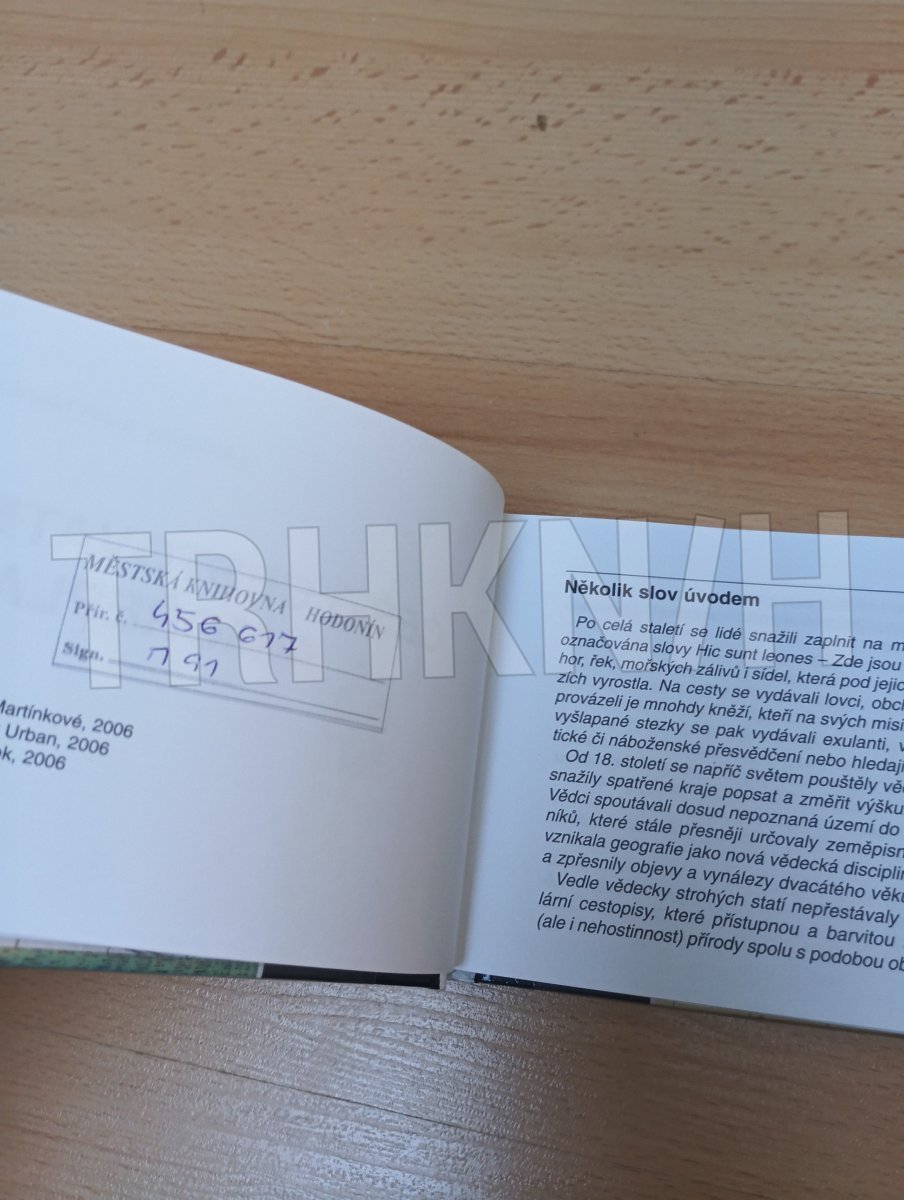 TRHKNIH
MĚSTSKÁ KNIHOVNA HODONÍN
Přír. č. 456 617
Sign. 191
Martínkové, 2006
Urban, 2006
ek, 2006
Několik slov úvodem
Po celá staletí se lidé snažili zaplnit na m
označována slovy Hic sunt leones – Zde jsou
hor, řek, mořských zálivů i sídel, která pod jejic
zích vyrostla. Na cesty se vydávali lovci, obch
provázeli je mnohdy kněží, kteří na svých misi
vyšlapané stezky se pak vydávali exulanti, v
tické či náboženské přesvědčení nebo hledají
Od 18. století se napříč světem pouštěly věd
snažily spatřené kraje popsat a změřit výšku
Vědci spoutávali dosud nepoznaná území do
níků, které stále přesněji určovaly zeměpisn
vznikala geografie jako nová vědecká disciplin
a zpřesnily objevy a vynálezy dvacátého věku
Vedle vědecky strohých statí nepřestávaly
lární cestopisy, které přístupnou a barvitou
(ale i nehostinnost) přírody spolu s podobou ob